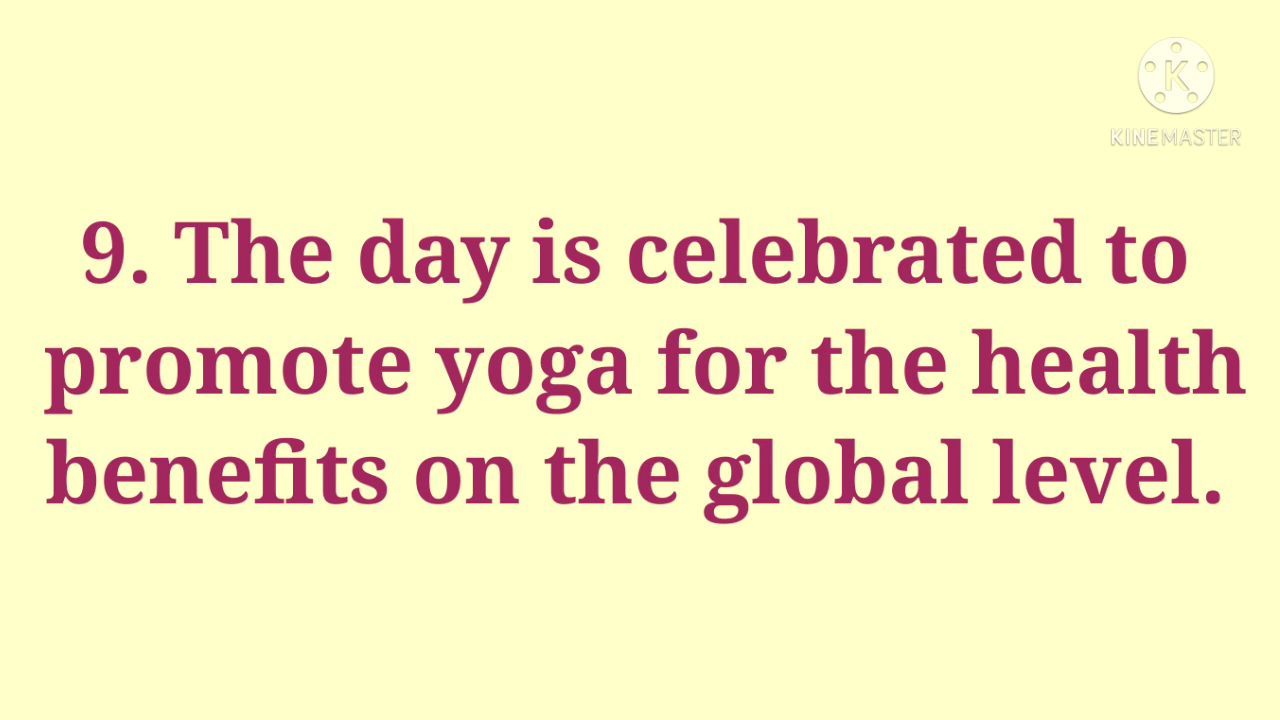 K
KINEMASTER
9. The day is celebrated to
promote yoga for the health
benefits on the global level.